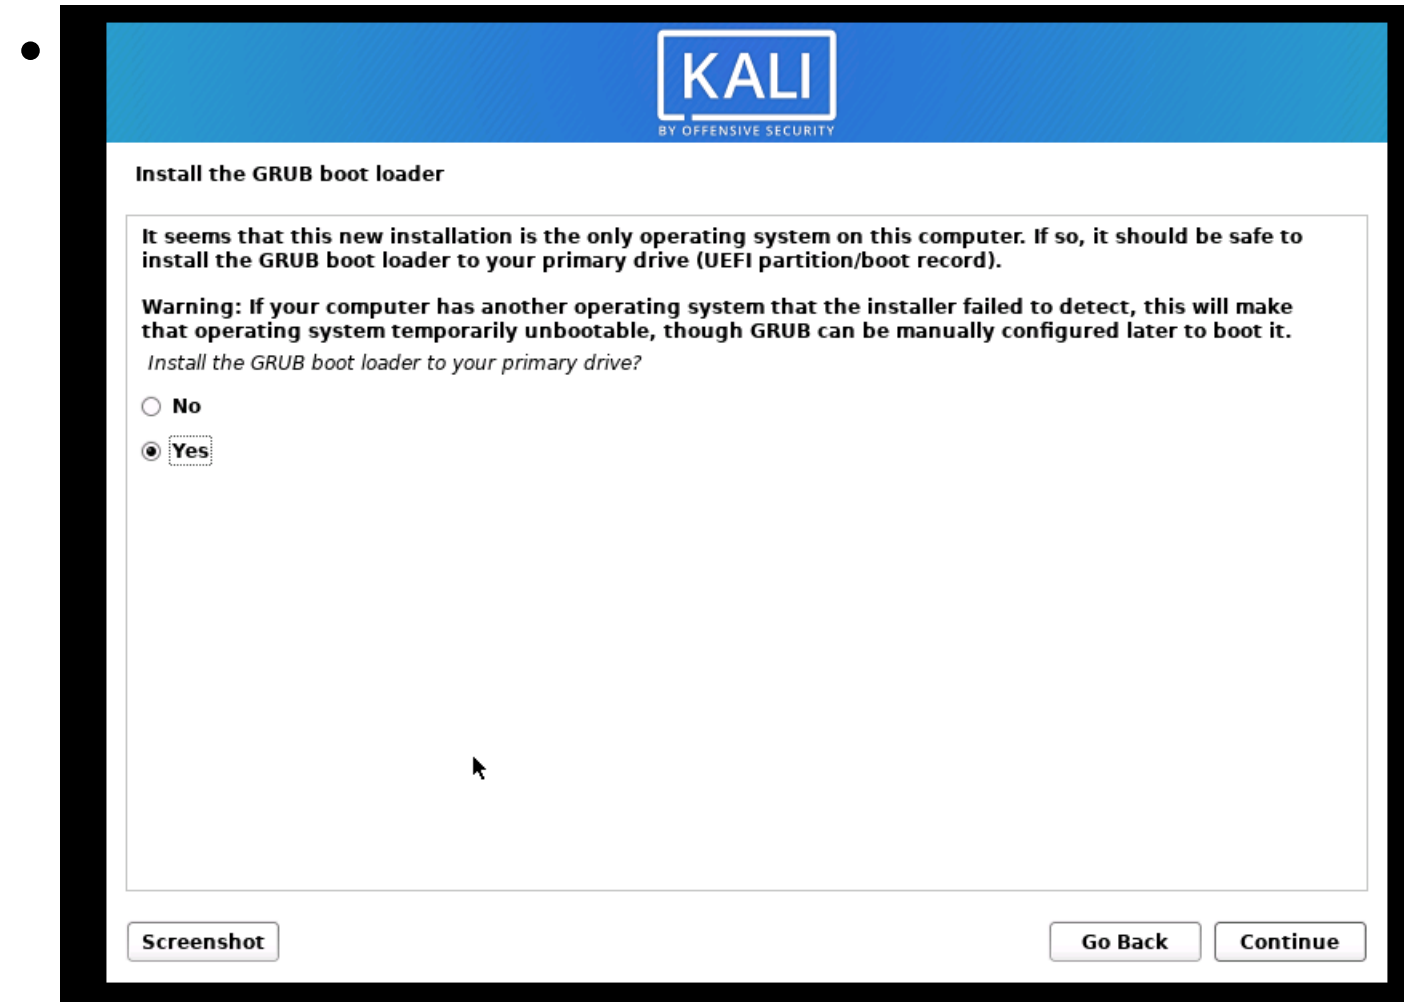 KALI
BY OFFENSIVE SECURITY
Install the GRUB boot loader
It seems that this new installation is the only operating system on this computer. If so, it should be safe to
install the GRUB boot loader to your primary drive (UEFI partition/boot record).
Warning: If your computer has another operating system that the installer failed to detect, this will make
that operating system temporarily unbootable, though GRUB can be manually configured later to boot it.
Install the GRUB boot loader to your primary drive?
No
Yes
Screenshot
Go Back
Continue